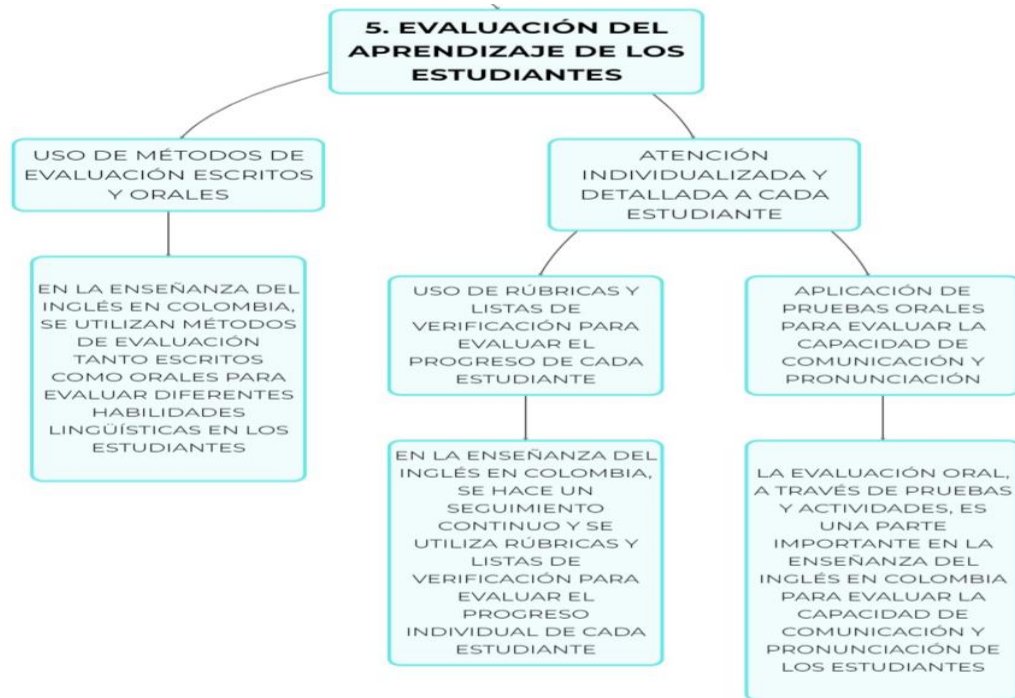 5. EVALUACIÓN DEL
APRENDIZAJE DE LOS
ESTUDIANTES
USO DE MÉTODOS DE
EVALUACIÓN ESCRITOS
Y ORALES
ATENCIÓN
INDIVIDUALIZADA Y
DETALLADA A CADA
ESTUDIANTE
EN LA ENSEÑANZA DEL
INGLÉS EN COLOMBIA,
SE UTILIZAN MÉTODOS
DE EVALUACIÓN
TANTO ESCRITOS
COMO ORALES PARA
EVALUAR DIFERENTES
HABILIDADES
LINGÜÍSTICAS EN LOS
ESTUDIANTES
USO DE RÚBRICAS Y
LISTAS DE
VERIFICACIÓN PARA
EVALUAR EL
PROGRESO DE CADA
ESTUDIANTE
APLICACIÓN DE
PRUEBAS ORALES
PARA EVALUAR LA
CAPACIDAD DE
COMUNICACIÓN Y
PRONUNCIACIÓN
EN LA ENSEÑANZA DEL
INGLÉS EN COLOMBIA,
SE HACE UN
SEGUIMIENTO
CONTINUO Y SE
UTILIZA RÚBRICAS Y
LISTAS DE
VERIFICACIÓN PARA
EVALUAR EL
PROGRESO
INDIVIDUAL DE CADA
ESTUDIANTE
LA EVALUACIÓN ORAL,
A TRAVÉS DE PRUEBAS
Y ACTIVIDADES, ES
UNA PARTE
IMPORTANTE EN LA
ENSEÑANZA DEL
INGLÉS EN COLOMBIA
PARA EVALUAR LA
CAPACIDAD DE
COMUNICACIÓN Y
PRONUNCIACIÓN DE
LOS ESTUDIANTES